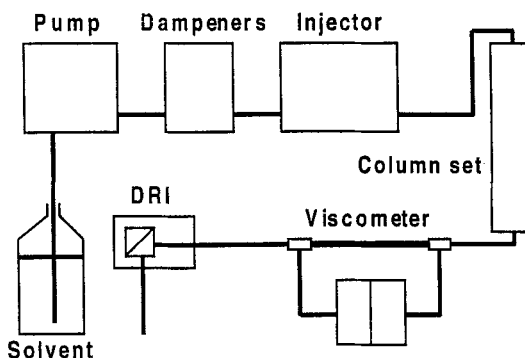 Pump Dampeners Injector
Column set
DRI
Viscometer
Solvent